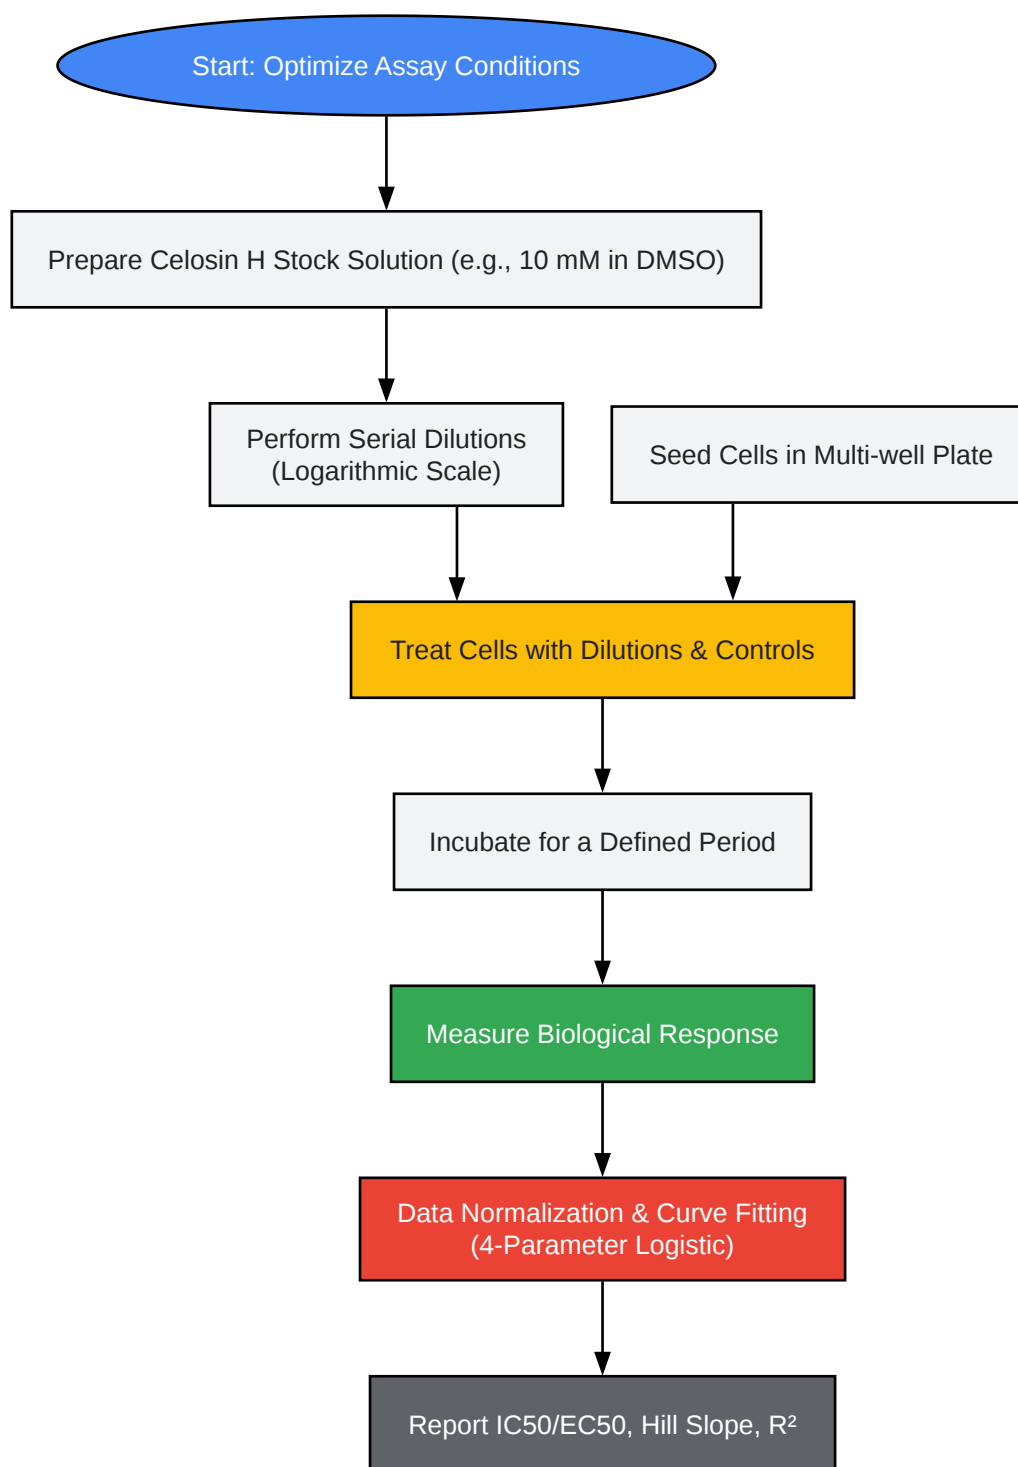 Start: Optimize Assay Conditions
Prepare Celosin H Stock Solution (e.g., 10 mM in DMSO)
Perform Serial Dilutions
(Logarithmic Scale)
Seed Cells in Multi-well Plate
Treat Cells with Dilutions & Controls
Incubate for a Defined Period
Measure Biological Response
Data Normalization & Curve Fitting
(4-Parameter Logistic)
Report IC50/EC50, Hill Slope, R²